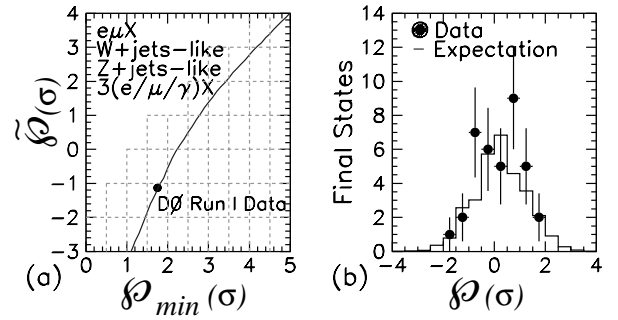 eμX
W+jets-like
Z+jets-like
3(e/μ/γ)X
DØ Run I Data
4
3
2
1
0
−1
−2
−3
0 1 2 3 4 5
℘̃(σ)
℘min (σ)
(a)
Data
Expectation
14
12
10
8
6
4
2
0
−4 −2 0 2 4
Final States
℘(σ)
(b)